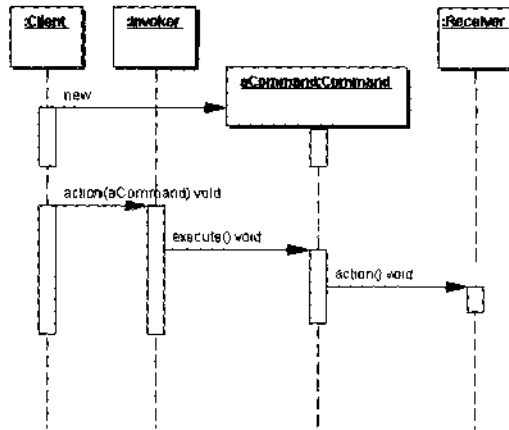 :Client
:Invoker
:Receiver
aCommand:Command
new
action(aCommand) void
execute() void
action() void